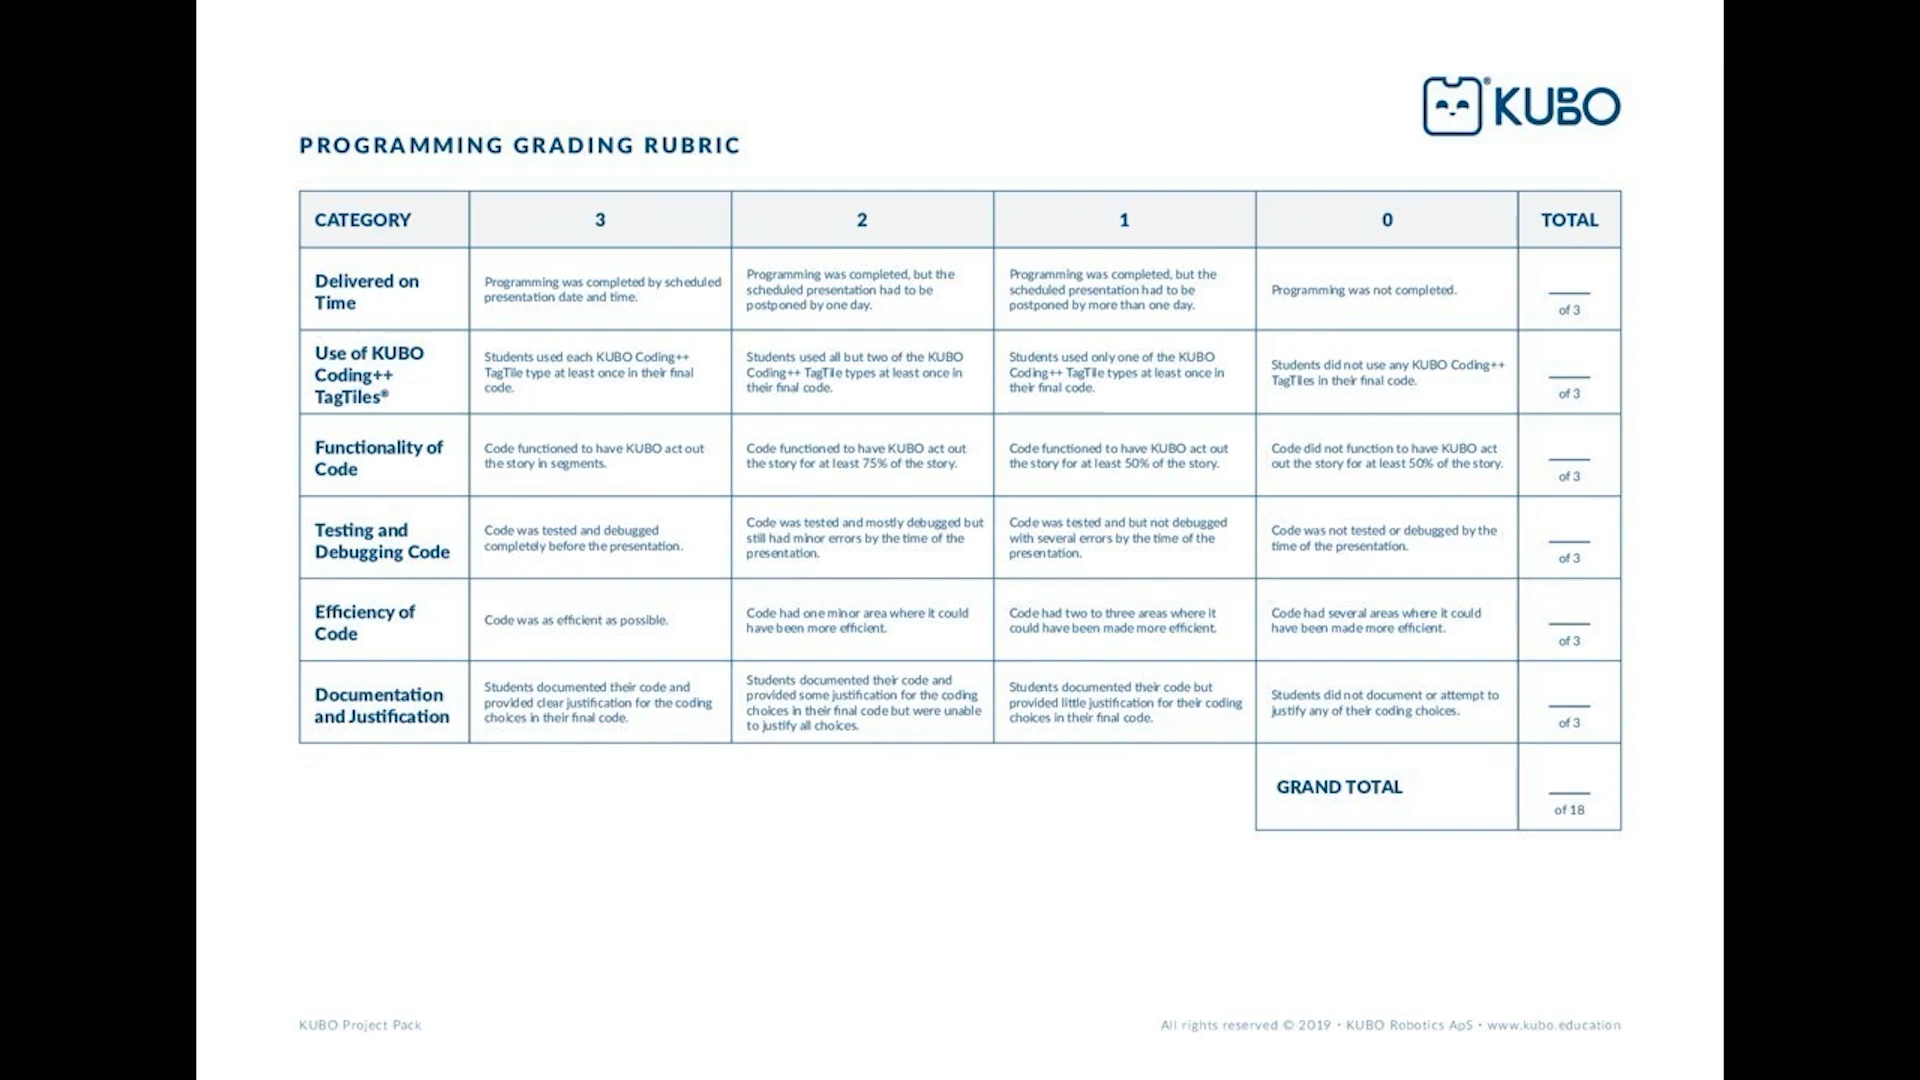 KUBO
PROGRAMMING GRADING RUBRIC
CATEGORY 3 2 1 0 TOTAL
Delivered on
Time
Programming was completed by scheduled
presentation date and time.
Programming was completed, but the
scheduled presentation had to be
postponed by one day.
Programming was completed, but the
scheduled presentation had to be
postponed by more than one day.
Programming was not completed.
of 3
Use of KUBO
Coding++
TagTiles®
Students used each KUBO Coding++
TagTile type at least once in their final
code.
Students used all but two of the KUBO
Coding++ TagTile types at least once in
their final code.
Students used only one of the KUBO
Coding++ TagTile types at least once in
their final code.
Students did not use any KUBO Coding++
TagTiles in their final code.
of 3
Functionality of
Code
Code functioned to have KUBO act out
the story in segments.
Code functioned to have KUBO act out
the story for at least 75% of the story.
Code functioned to have KUBO act out
the story for at least 50% of the story.
Code did not function to have KUBO act
out the story for at least 50% of the story.
of 3
Testing and
Debugging Code
Code was tested and debugged
completely before the presentation.
Code was tested and mostly debugged but
still had minor errors by the time of the
presentation.
Code was tested and but not debugged
with several errors by the time of the
presentation.
Code was not tested or debugged by the
time of the presentation.
of 3
Efficiency of
Code
Code was as efficient as possible.
Code had one minor area where it could
have been more efficient.
Code had two to three areas where it
could have been made more efficient.
Code had several areas where it could
have been made more efficient.
of 3
Documentation
and Justification
Students documented their code and
provided clear justification for the coding
choices in their final code.
Students documented their code and
provided some justification for the coding
choices in their final code but were unable
to justify all choices.
Students documented their code but
provided little justification for their coding
choices in their final code.
Students did not document or attempt to
justify any of their coding choices.
of 3
GRAND TOTAL
of 18
KUBO Project Pack
All rights reserved © 2019 • KUBO Robotics ApS • www.kubo.education